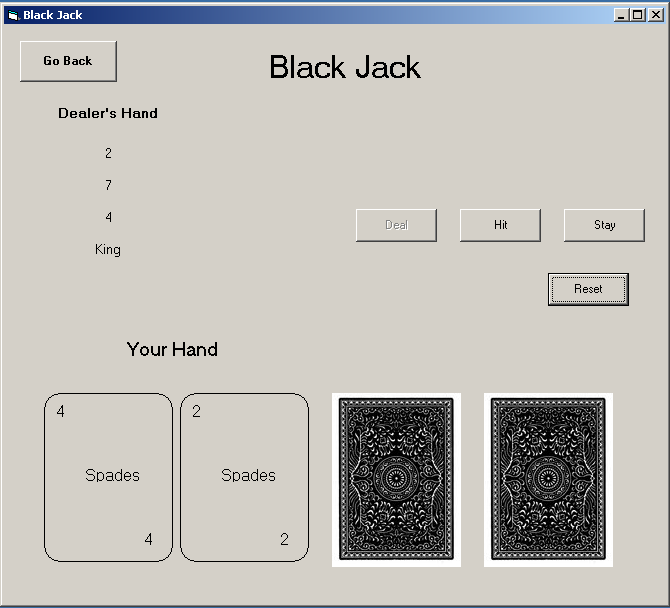 Black Jack
Go Back
Black Jack
Dealer's Hand
2
7
4
King
Deal
Hit
Stay
Reset
Your Hand
4
Spades
4
2
Spades
2